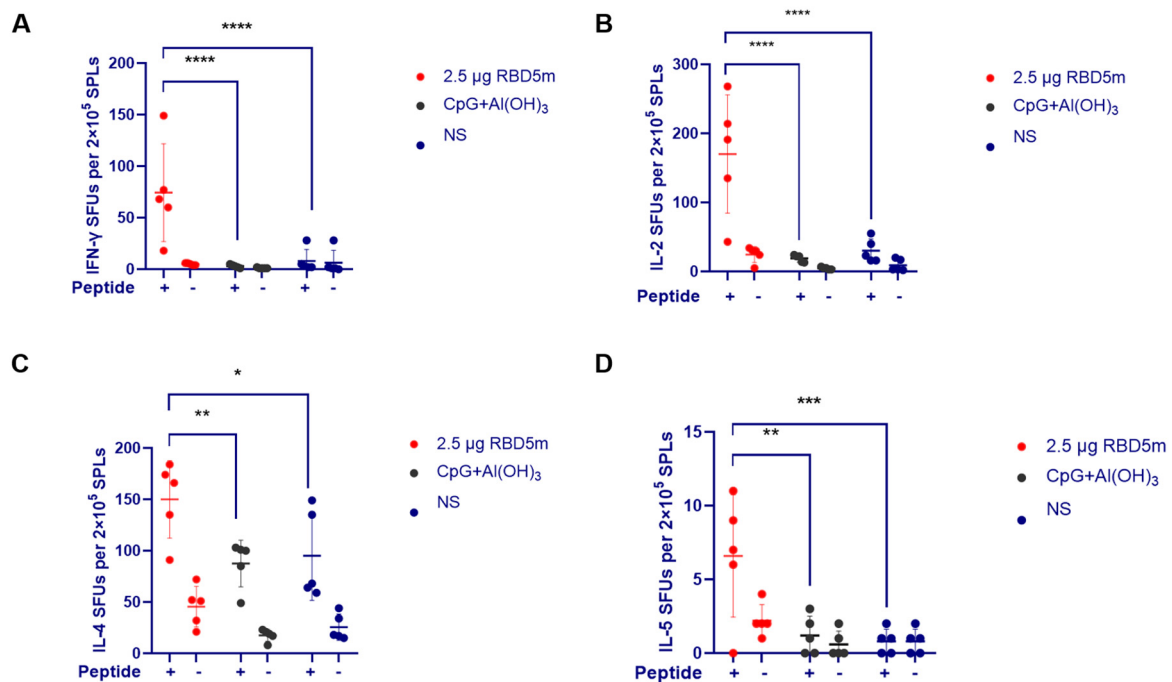 A
****
****
IFN-γ SFUs per 2×10⁵ SPLs
200
150
100
50
0
Peptide + - + - + -
2.5 µg RBD5m
CpG+Al(OH)₃
NS
B
****
****
IL-2 SFUs per 2×10⁵ SPLs
300
200
100
0
Peptide + - + - + -
2.5 µg RBD5m
CpG+Al(OH)₃
NS
C
*
**
IL-4 SFUs per 2×10⁵ SPLs
200
150
100
50
0
Peptide + - + - + -
2.5 µg RBD5m
CpG+Al(OH)₃
NS
D
***
**
IL-5 SFUs per 2×10⁵ SPLs
15
10
5
0
Peptide + - + - + -
2.5 µg RBD5m
CpG+Al(OH)₃
NS